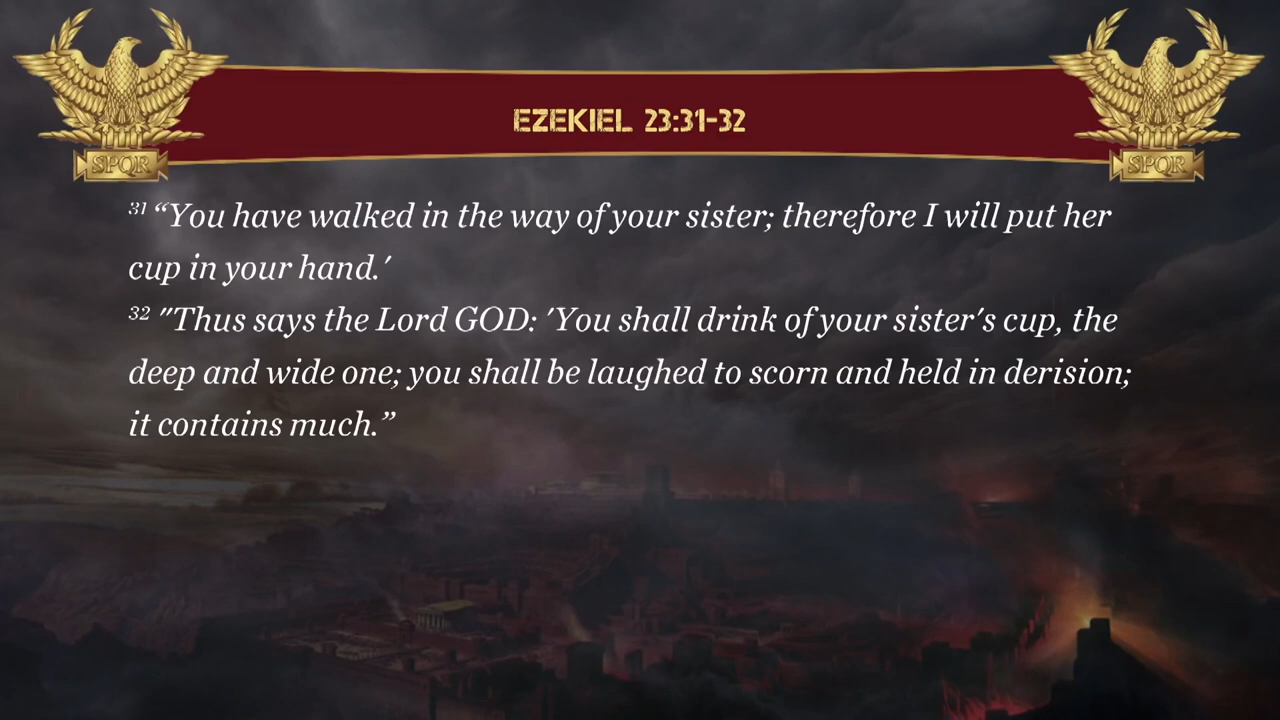 EZEKIEL 23:31-32
SPQR
SPQR
31 “You have walked in the way of your sister; therefore I will put her
cup in your hand.'
32 "Thus says the Lord GOD: 'You shall drink of your sister's cup, the
deep and wide one; you shall be laughed to scorn and held in derision;
it contains much.”